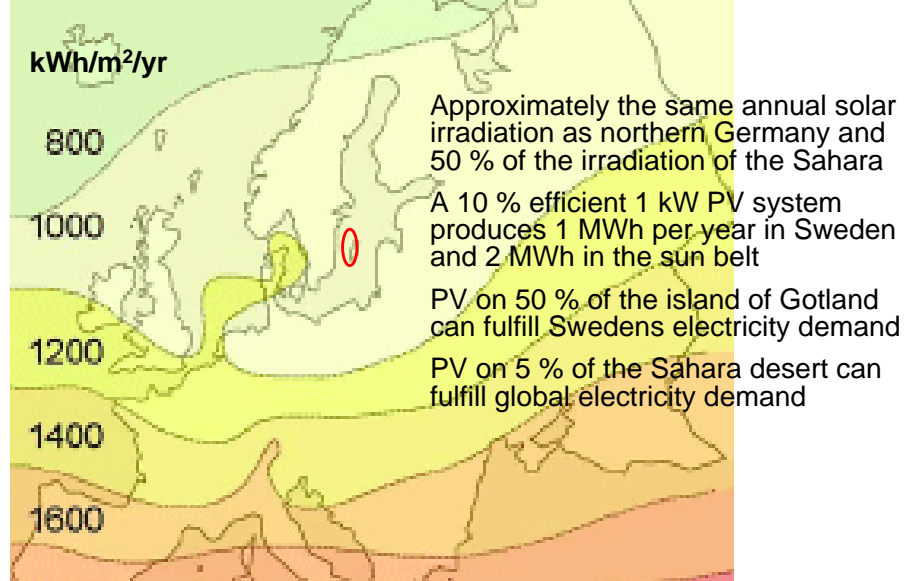 kWh/m²/yr
800
1000
1200
1400
1600
Approximately the same annual solar
irradiation as northern Germany and
50 % of the irradiation of the Sahara
A 10 % efficient 1 kW PV system
produces 1 MWh per year in Sweden
and 2 MWh in the sun belt
PV on 50 % of the island of Gotland
can fulfill Swedens electricity demand
PV on 5 % of the Sahara desert can
fulfill global electricity demand